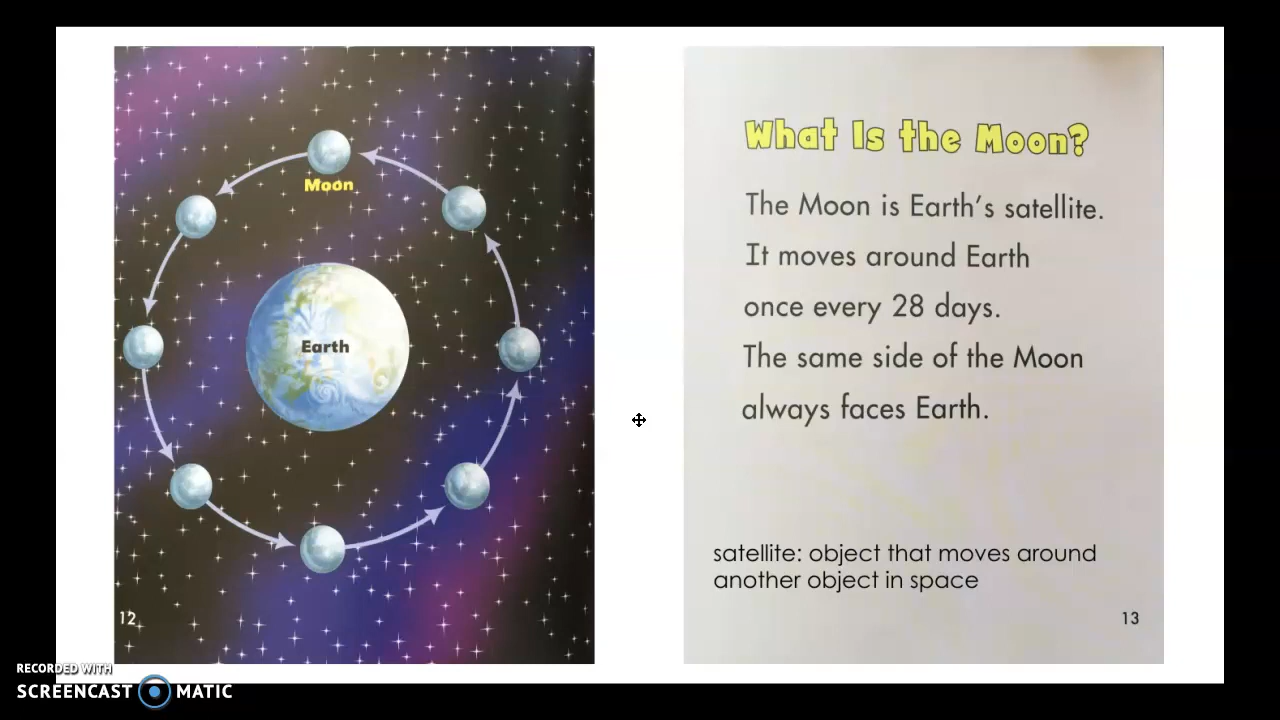 Moon
Earth
12
What Is the Moon?
The Moon is Earth's satellite.
It moves around Earth
once every 28 days.
The same side of the Moon
always faces Earth.
satellite: object that moves around
another object in space
13
RECORDED WITH
SCREENCAST MATIC